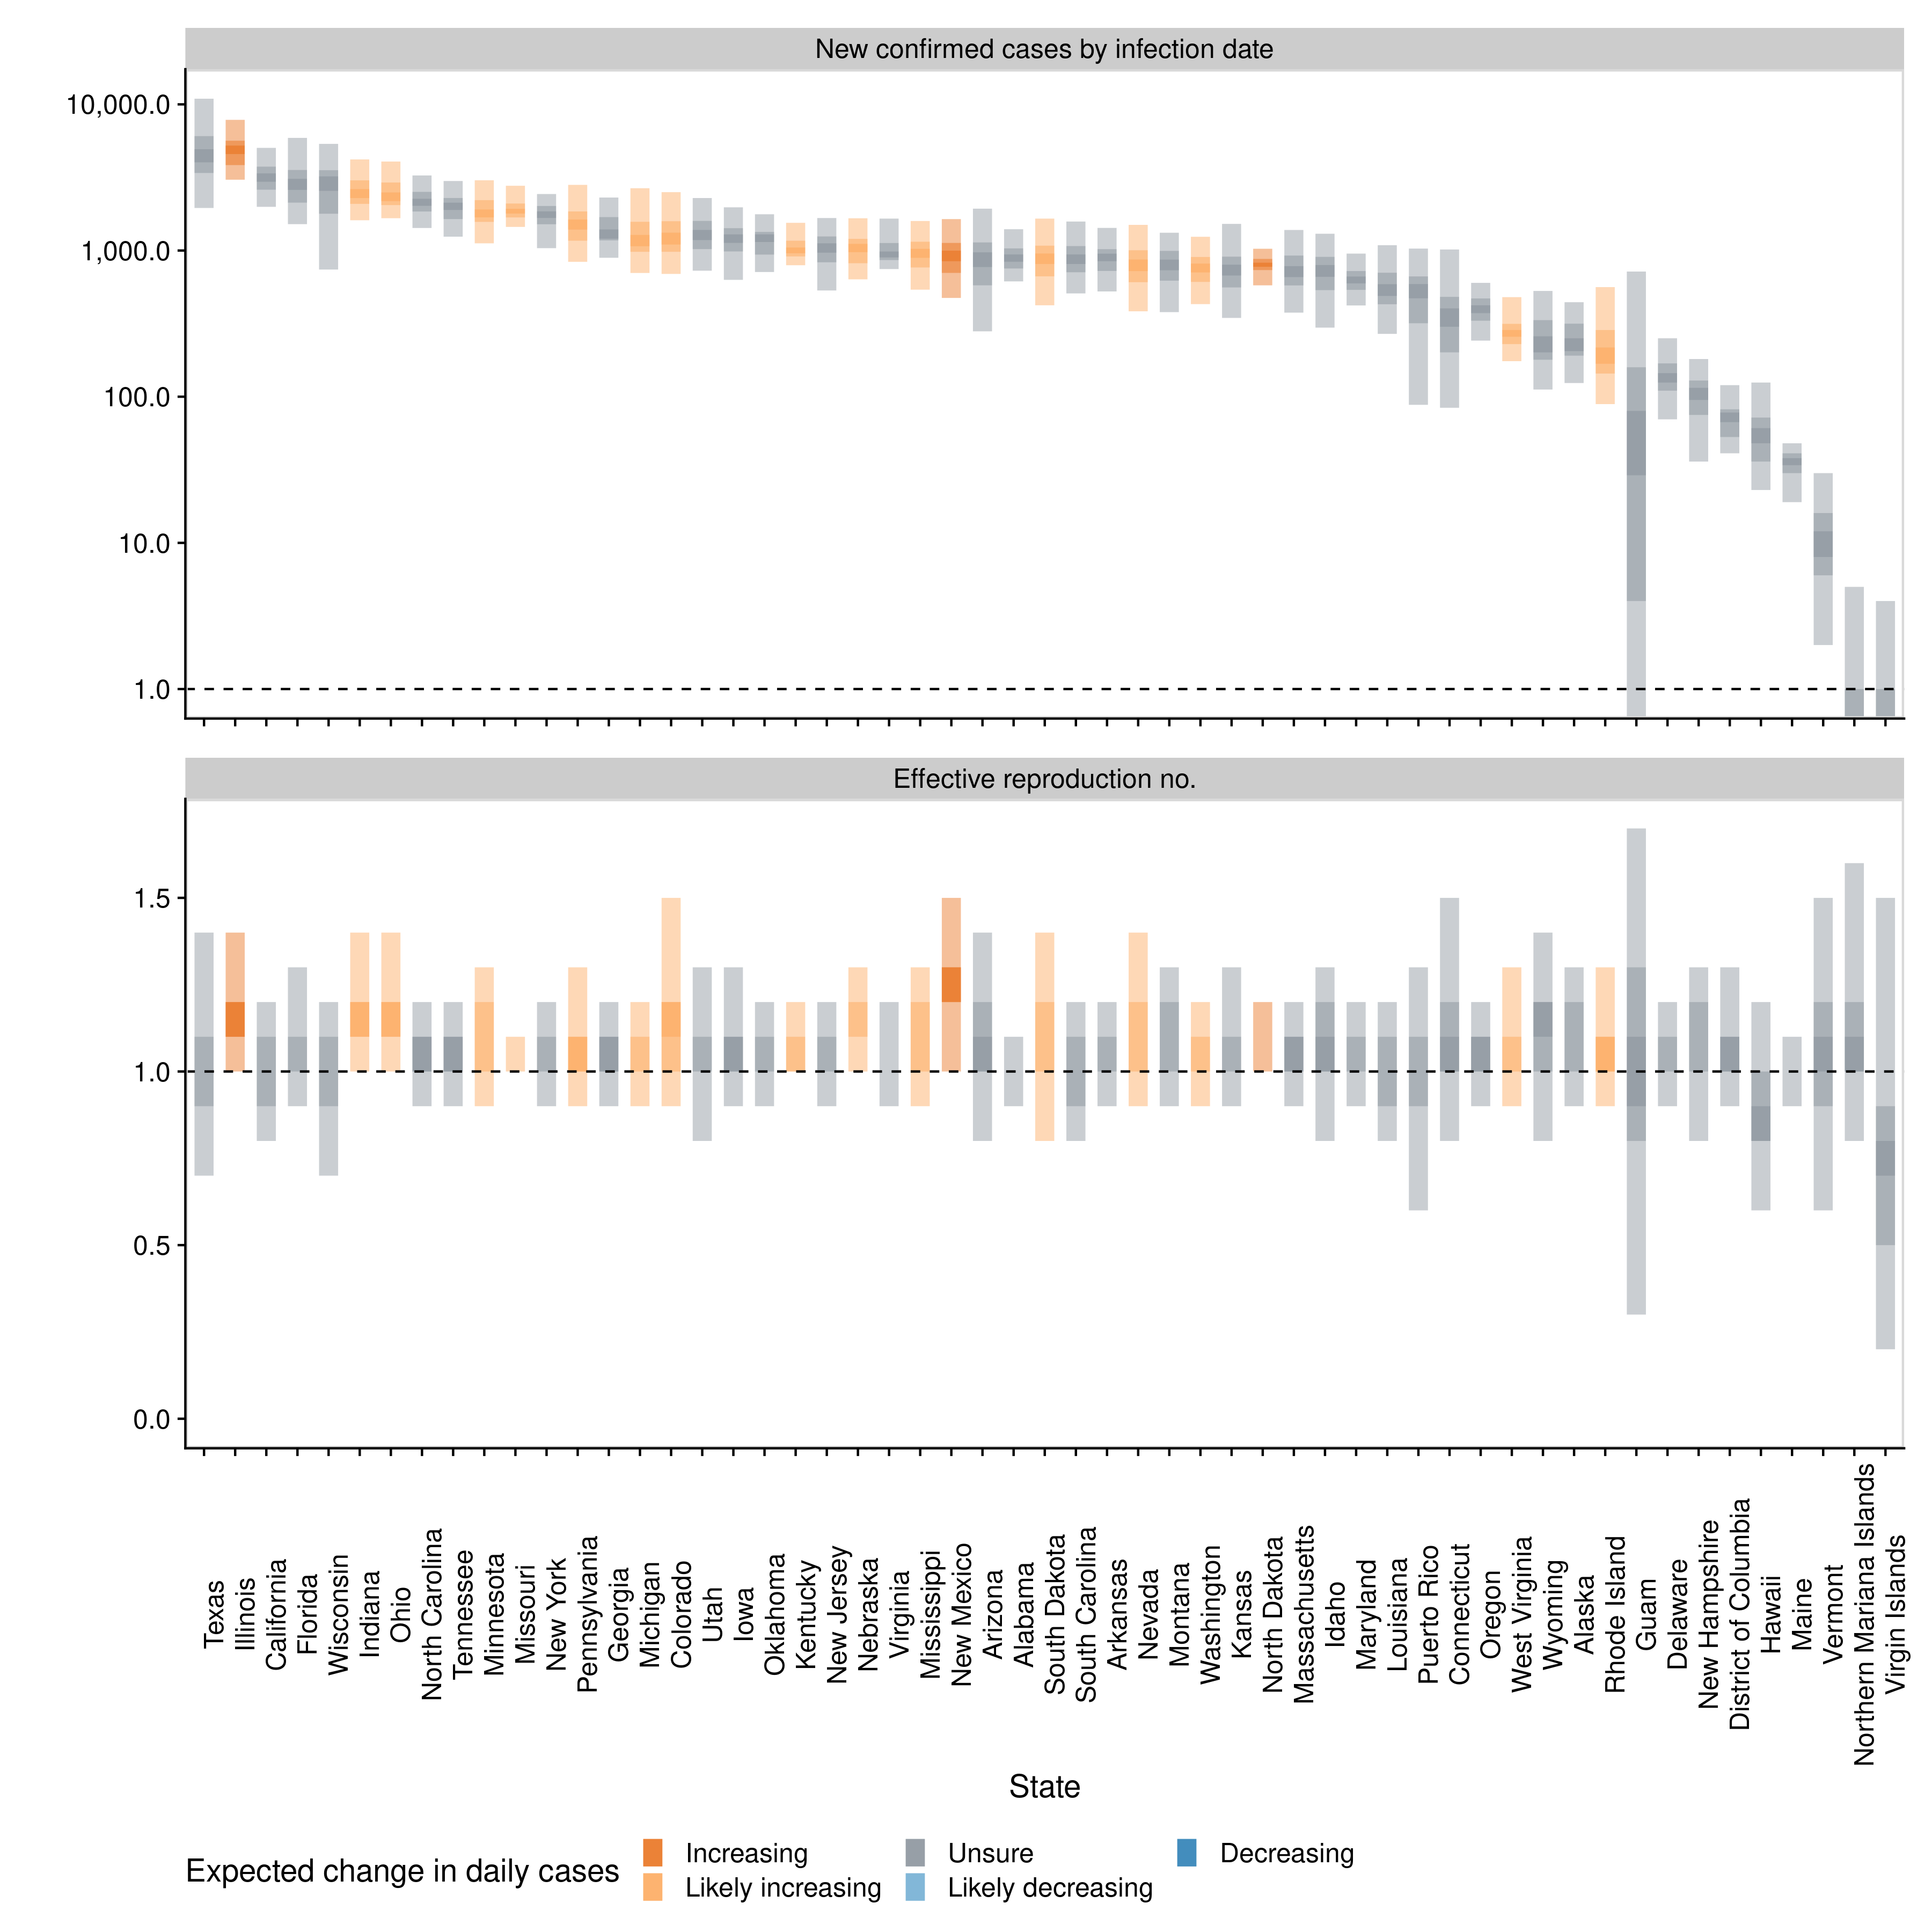 New confirmed cases by infection date
10,000.0
1,000.0
100.0
10.0
1.0
Effective reproduction no.
1.5
1.0
0.5
0.0
Texas
Illinois
California
Florida
Wisconsin
Indiana
Ohio
North Carolina
Tennessee
Minnesota
Missouri
New York
Pennsylvania
Georgia
Michigan
Colorado
Utah
Iowa
Oklahoma
Kentucky
New Jersey
Nebraska
Virginia
Mississippi
New Mexico
Arizona
Alabama
South Dakota
South Carolina
Arkansas
Nevada
Montana
Washington
Kansas
North Dakota
Massachusetts
Idaho
Maryland
Louisiana
Puerto Rico
Connecticut
Oregon
West Virginia
Wyoming
Alaska
Rhode Island
Guam
Delaware
New Hampshire
District of Columbia
Hawaii
Maine
Vermont
Northern Mariana Islands
Virgin Islands
State
Expected change in daily cases
Increasing
Likely increasing
Unsure
Likely decreasing
Decreasing